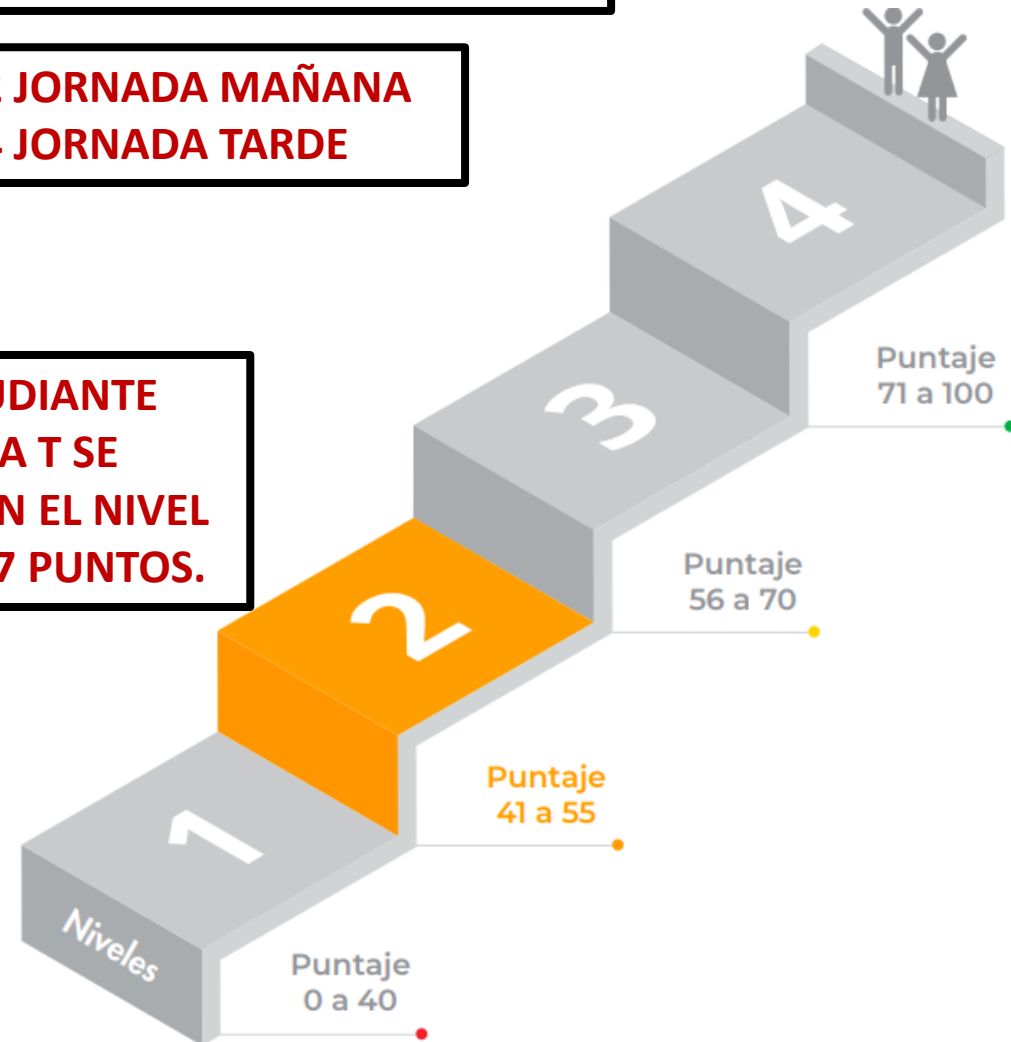 JORNADA MAÑANA
JORNADA TARDE
4
Puntaje
71 a 100
UDIANTE
A T SE
N EL NIVEL
7 PUNTOS.
3
Puntaje
56 a 70
2
Puntaje
41 a 55
1
Niveles
Puntaje
0 a 40